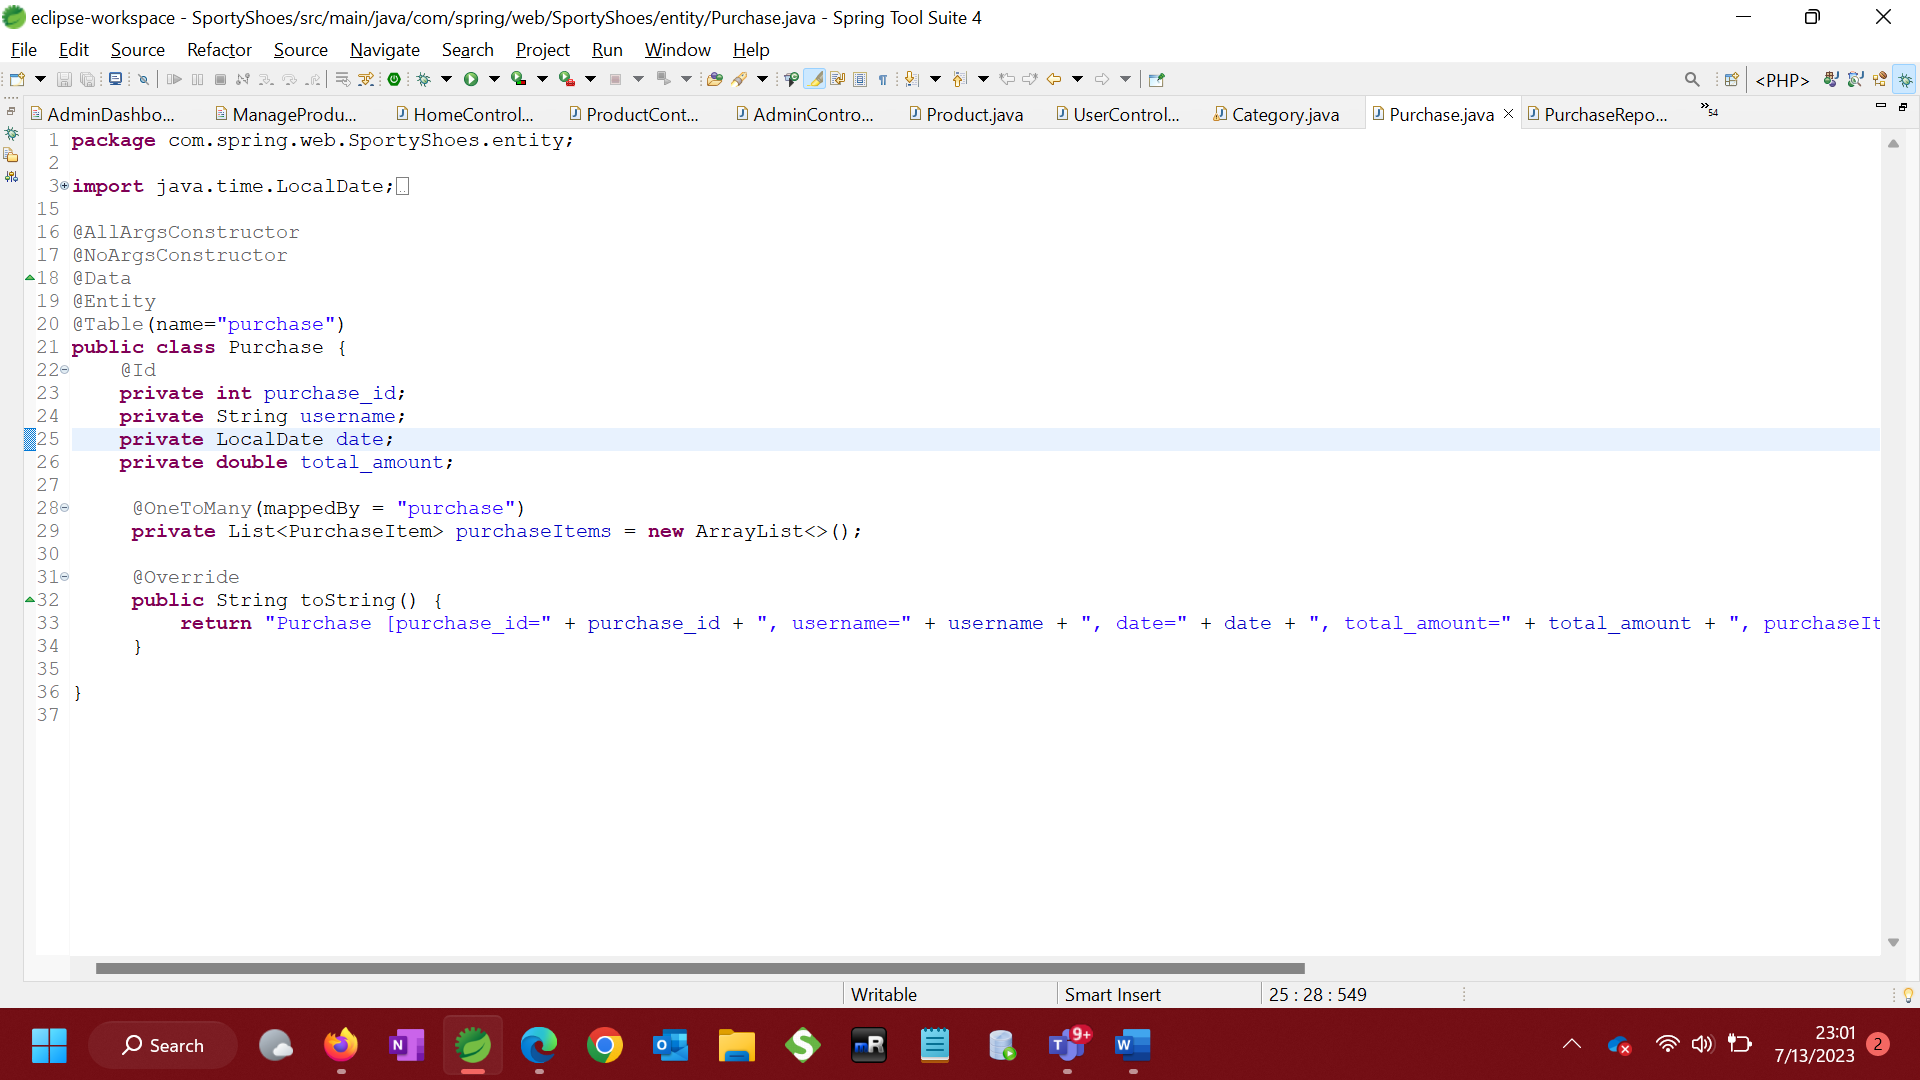 eclipse-workspace - SportyShoes/src/main/java/com/spring/web/SportyShoes/entity/Purchase.java - Spring Tool Suite 4
File Edit Source Refactor Source Navigate Search Project Run Window Help
<PHP>
AdminDashbo... ManageProdu... HomeControl... ProductCont... AdminContro... Product.java UserControl... Category.java Purchase.java PurchaseRepo... »54
1 package com.spring.web.SportyShoes.entity;
2
3 import java.time.LocalDate;
15
16 @AllArgsConstructor
17 @NoArgsConstructor
18 @Data
19 @Entity
20 @Table(name="purchase")
21 public class Purchase {
22 @Id
23 private int purchase_id;
24 private String username;
25 private LocalDate date;
26 private double total_amount;
27
28 @OneToMany(mappedBy = "purchase")
29 private List<PurchaseItem> purchaseItems = new ArrayList<>();
30
31 @Override
32 public String toString() {
33 return "Purchase [purchase_id=" + purchase_id + ", username=" + username + ", date=" + date + ", total_amount=" + total_amount + ", purchaseIt
34 }
35
36 }
37
Writable Smart Insert 25 : 28 : 549
Search 9+ 23:01 2
7/13/2023